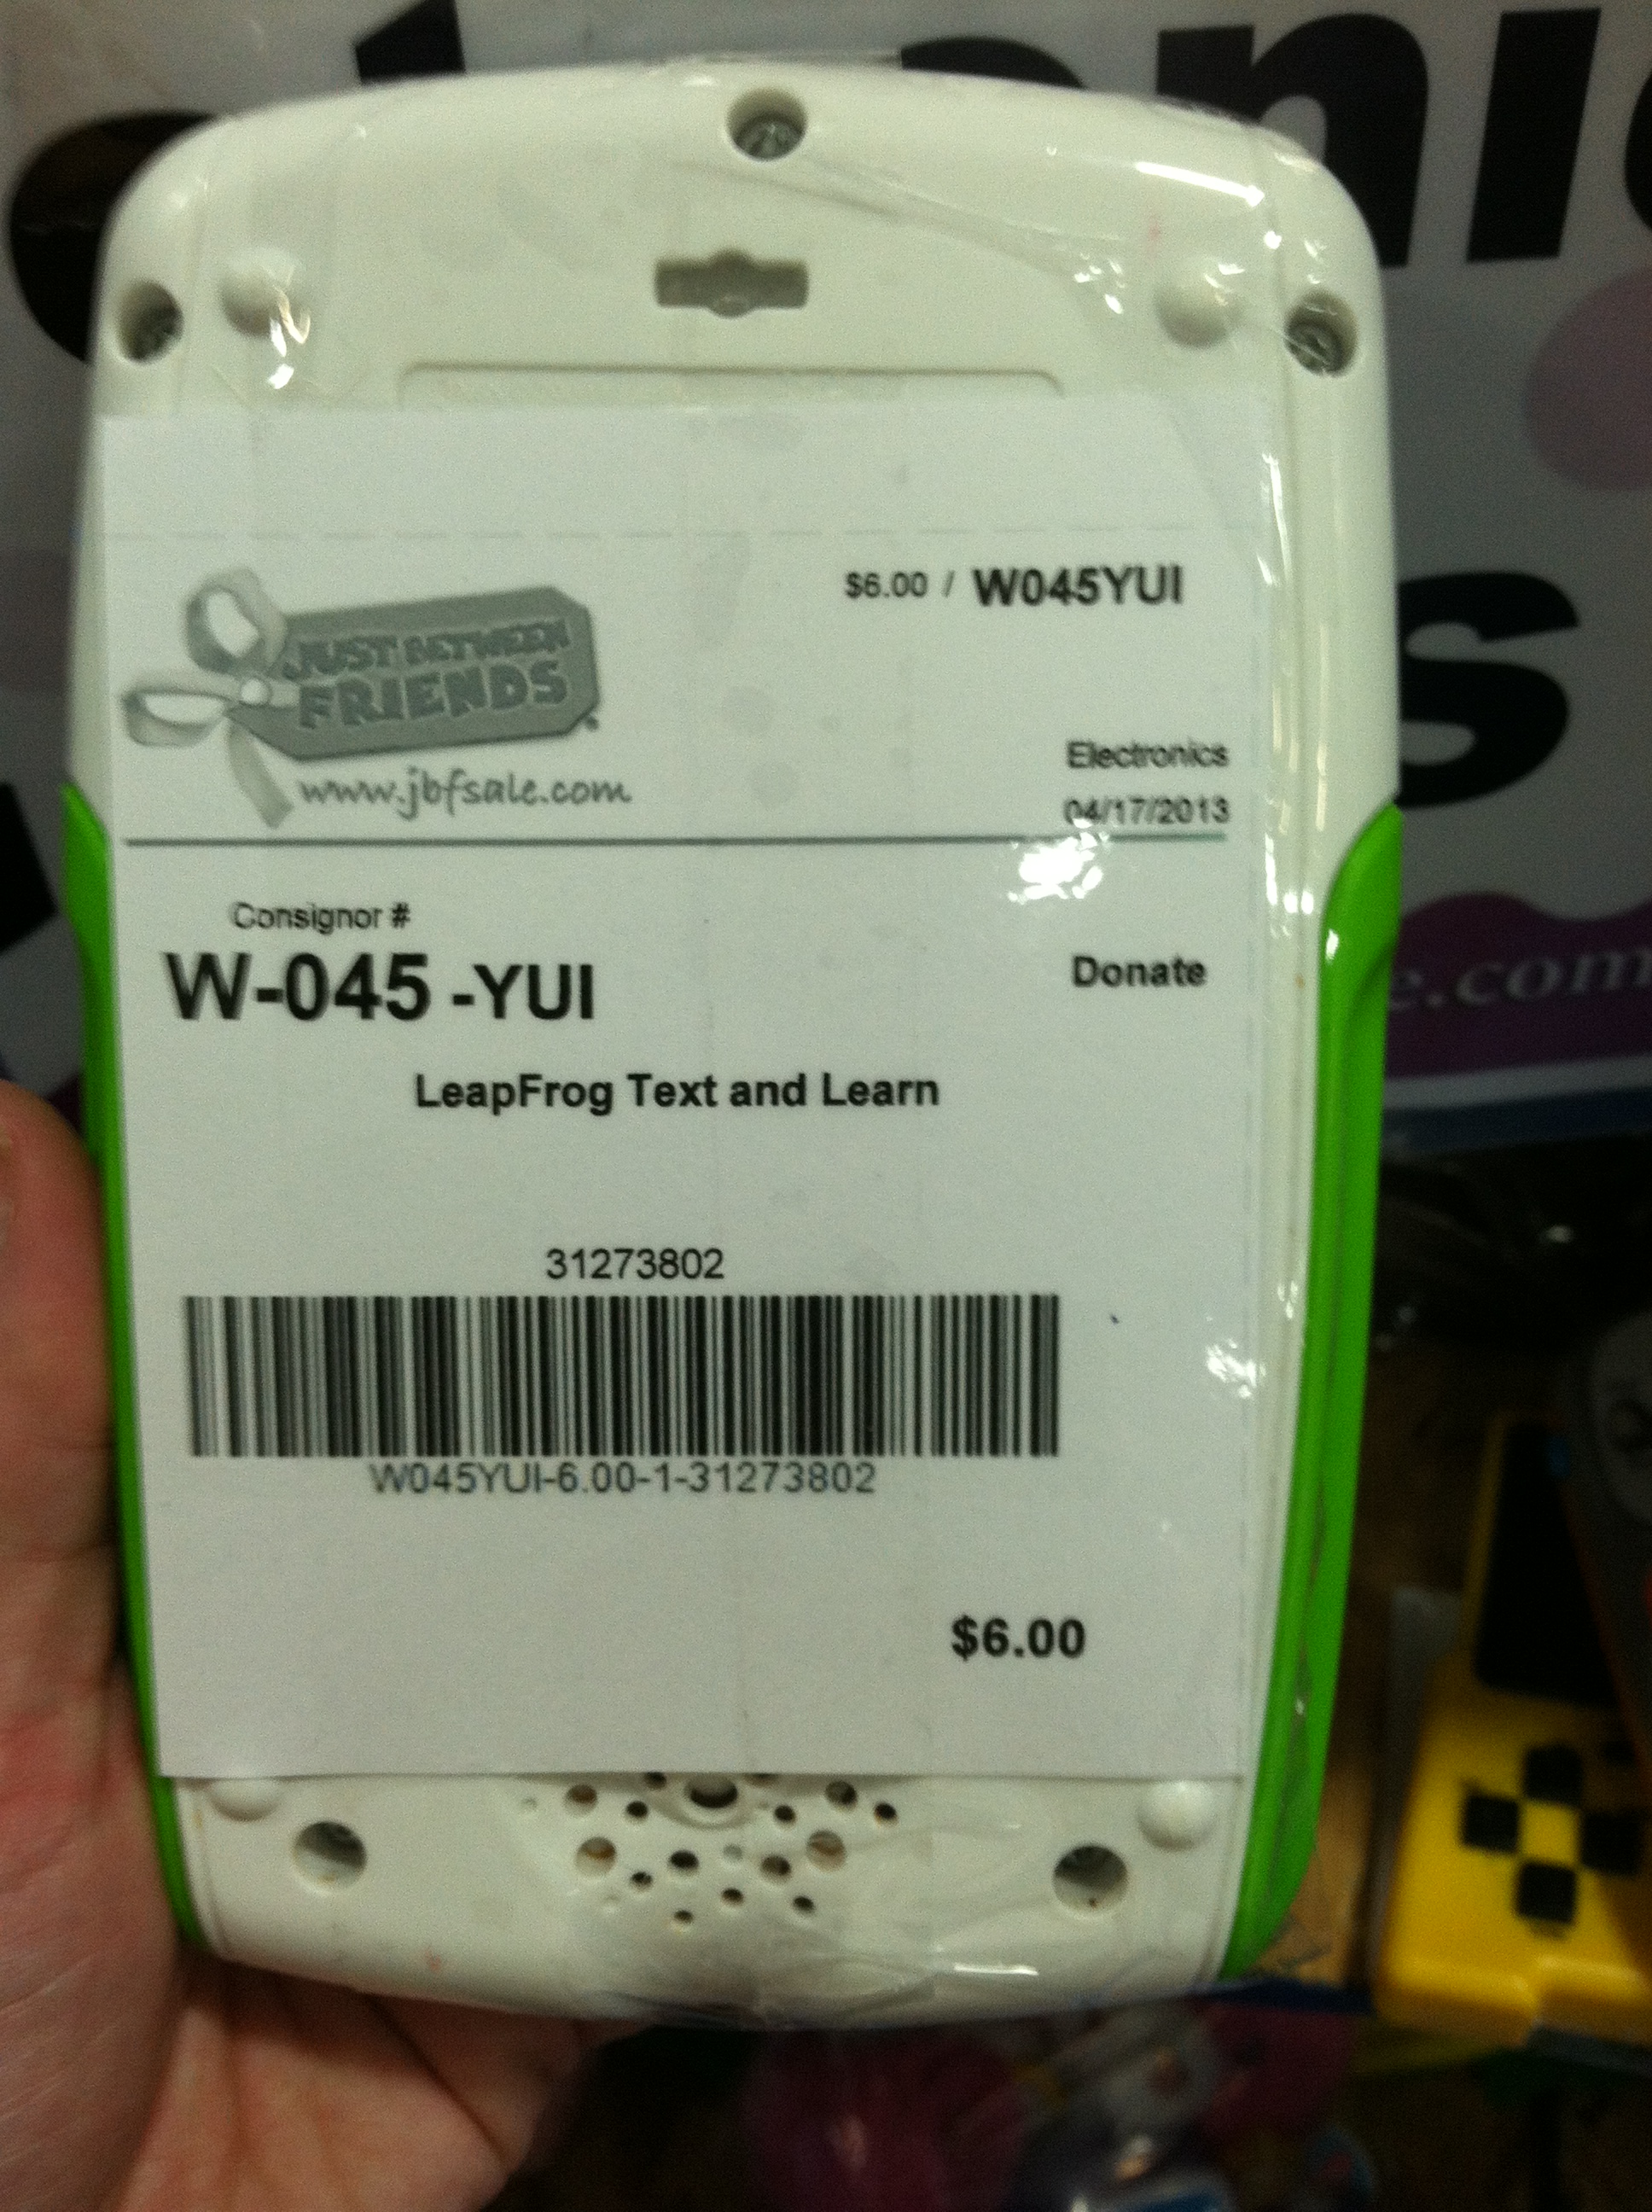 $6.00 / W045YUI
JUST BETWEEN
FRIENDS
www.jbfsale.com
Electronics
04/17/2013
Consignor #
W-045 -YUI
Donate
LeapFrog Text and Learn
31273802
W045YUI-6.00-1-31273802
$6.00
e.com